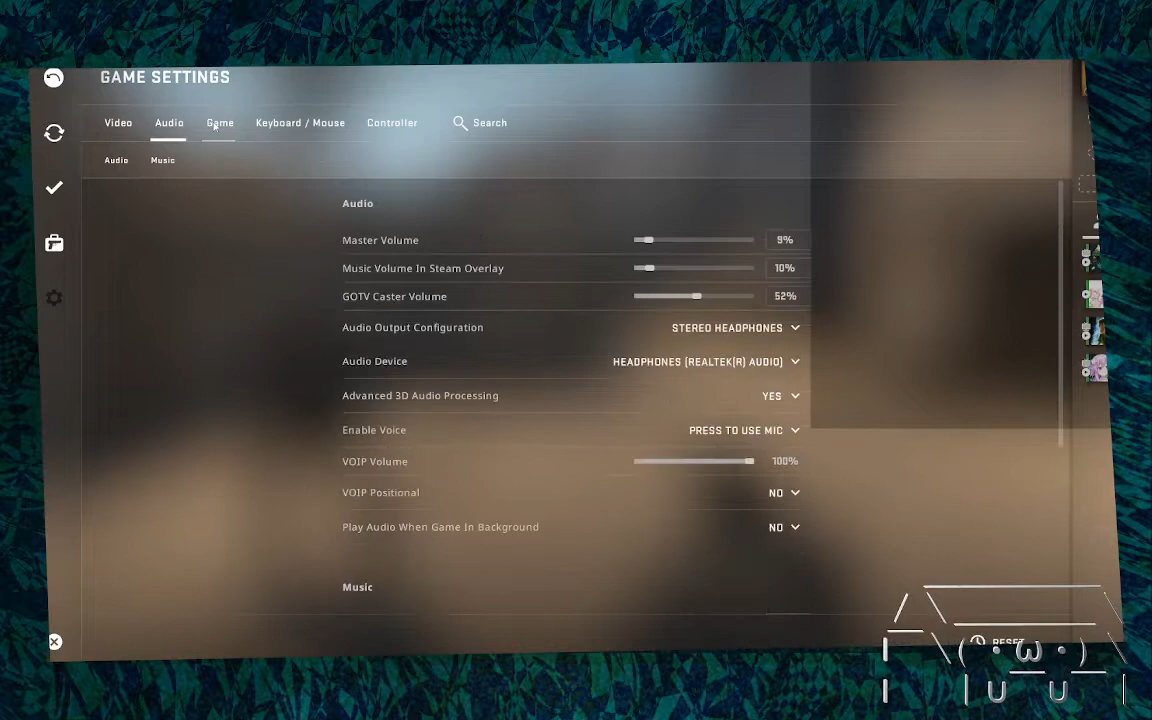 GAME SETTINGS
Video Audio Game Keyboard / Mouse Controller Search
Audio Music
Audio
Master Volume 9%
Music Volume In Steam Overlay 10%
GOTV Caster Volume 52%
Audio Output Configuration STEREO HEADPHONES
Audio Device HEADPHONES (REALTEK(R) AUDIO)
Advanced 3D Audio Processing YES
Enable Voice PRESS TO USE MIC
VOIP Volume 100%
VOIP Positional NO
Play Audio When Game In Background NO
Music
RESET